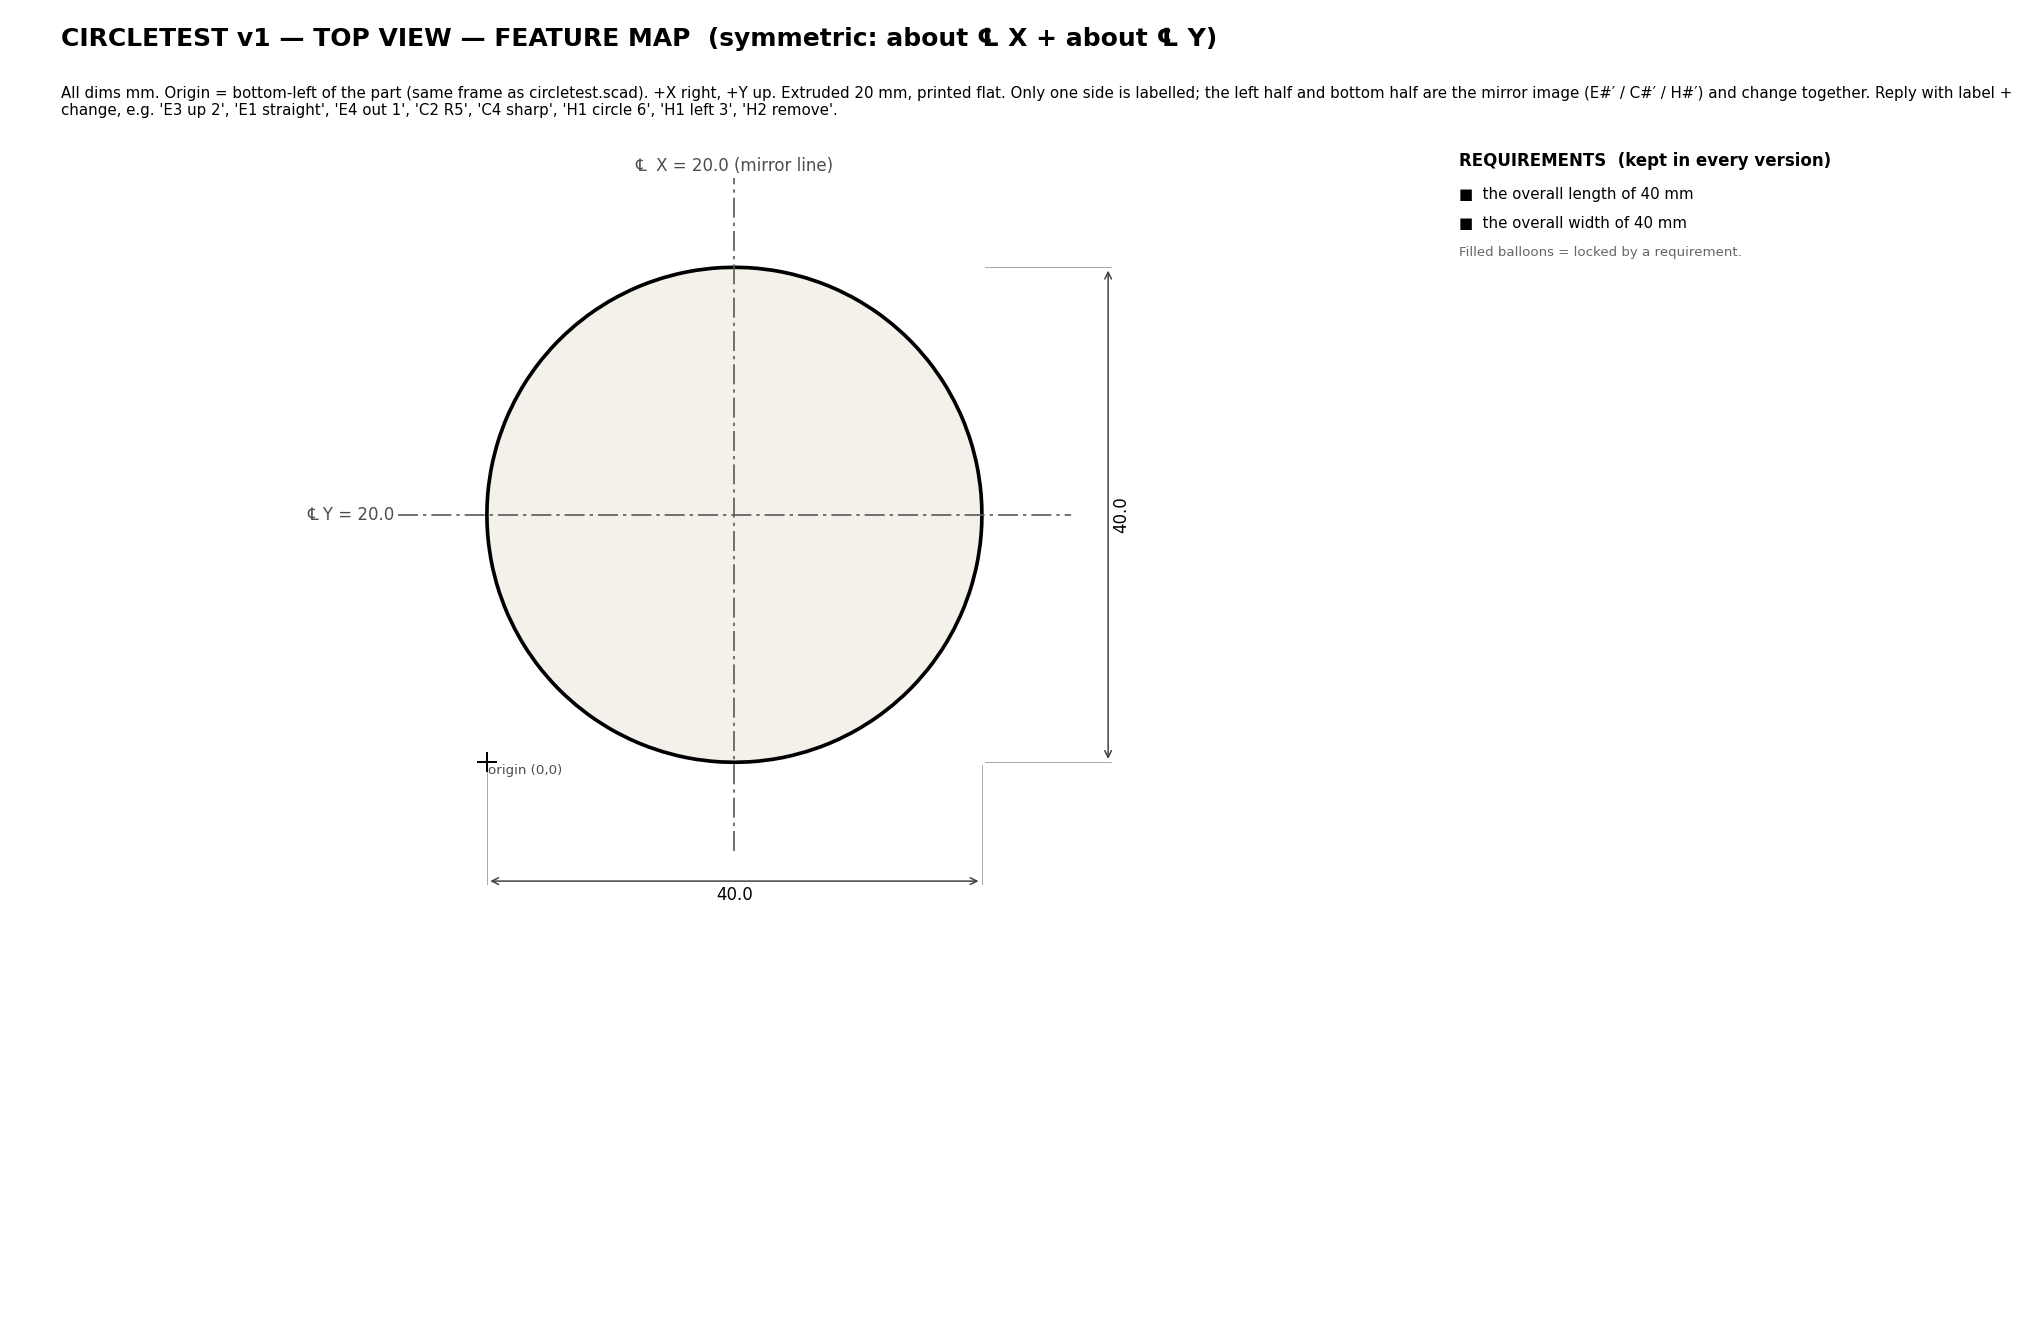 CIRCLETEST v1 — TOP VIEW — FEATURE MAP  (symmetric: about ℄ X + about ℄ Y)
All dims mm. Origin = bottom-left of the part (same frame as circletest.scad). +X right, +Y up. Extruded 20 mm, printed flat. Only one side is labelled; the left half and bottom half are the mirror image (E#′ / C#′ / H#′) and change together. Reply with label +
change, e.g. 'E3 up 2', 'E1 straight', 'E4 out 1', 'C2 R5', 'C4 sharp', 'H1 circle 6', 'H1 left 3', 'H2 remove'.
℄  X = 20.0 (mirror line)
REQUIREMENTS  (kept in every version)
■  the overall length of 40 mm
■  the overall width of 40 mm
Filled balloons = locked by a requirement.
℄ Y = 20.0
40.0
origin (0,0)
40.0